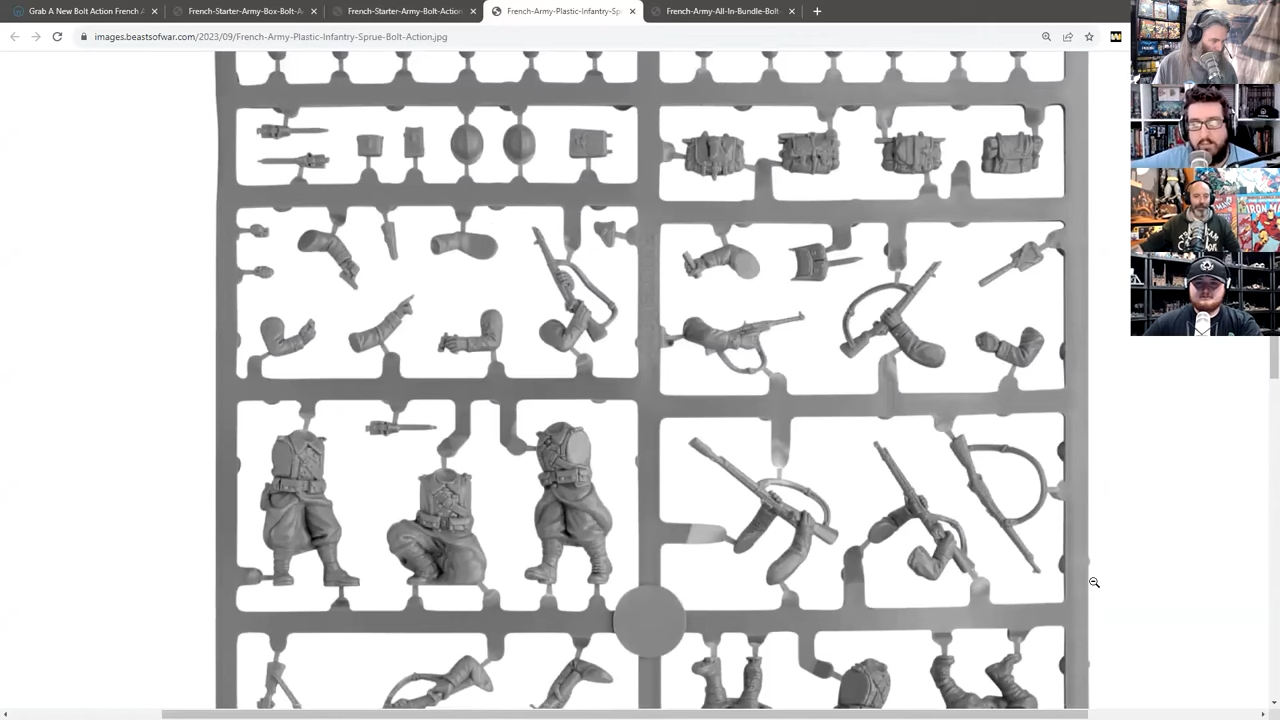 Grab A New Bolt Action French A
French-Starter-Army-Box-Bolt-A
French-Starter-Army-Bolt-Action
French-Army-Plastic-Infantry-Sp
French-Army-All-In-Bundle-Bolt-
images.beastsofwar.com/2023/09/French-Army-Plastic-Infantry-Sprue-Bolt-Action.jpg
IRON MAN